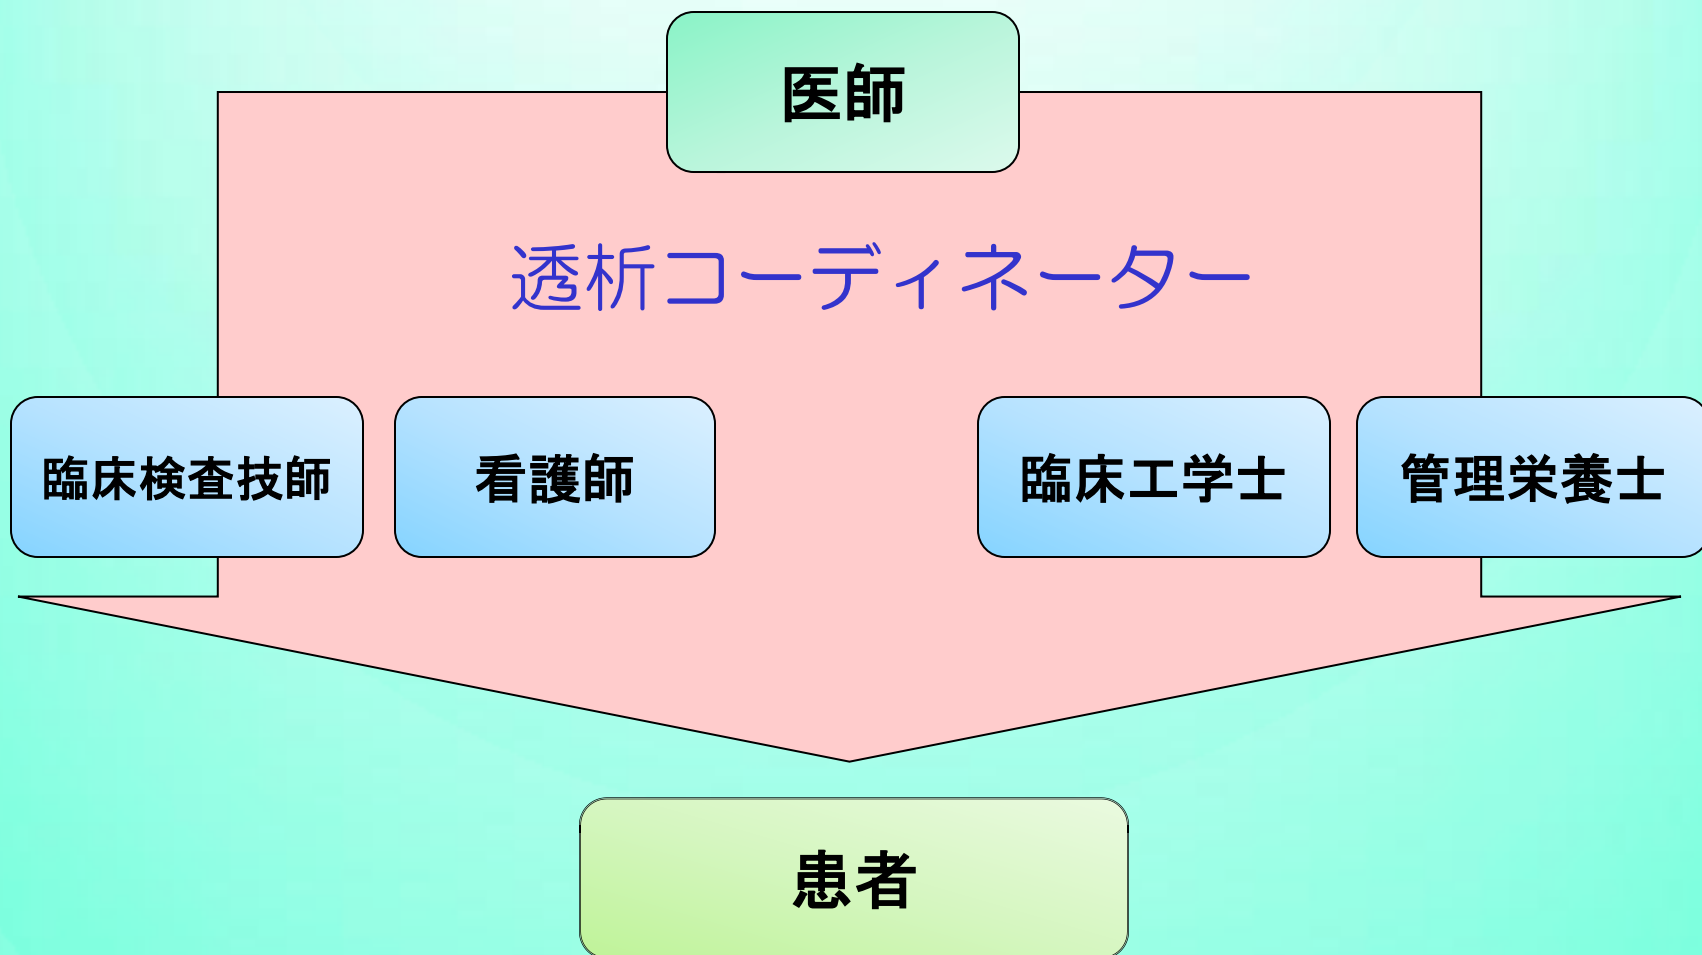 医師
透析コーディネーター
臨床検査技師
看護師
臨床工学士
管理栄養士
患者